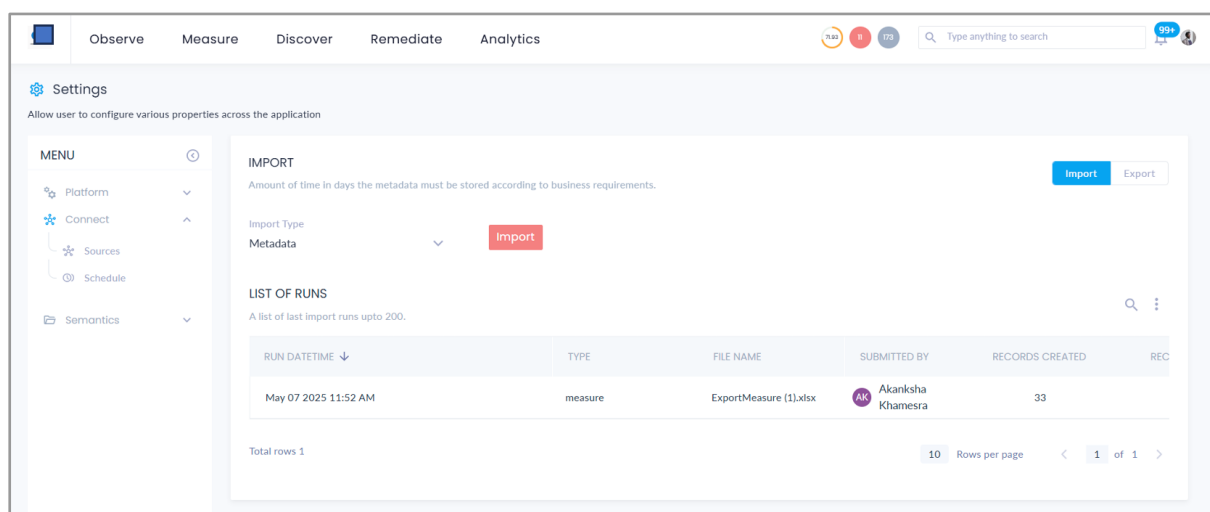 Observe Measure Discover Remediate Analytics 71.93 11 173 Type anything to search 99+
Settings
Allow user to configure various properties across the application
MENU
Platform
Connect
Sources
Schedule
Semantics
IMPORT
Amount of time in days the metadata must be stored according to business requirements.
Import Export
Import Type
Metadata
Import
LIST OF RUNS
A list of last import runs upto 200.
RUN DATETIME TYPE FILE NAME SUBMITTED BY RECORDS CREATED REC
May 07 2025 11:52 AM measure ExportMeasure (1).xlsx AK Akanksha
Khamesra 33
Total rows 1 10 Rows per page 1 of 1